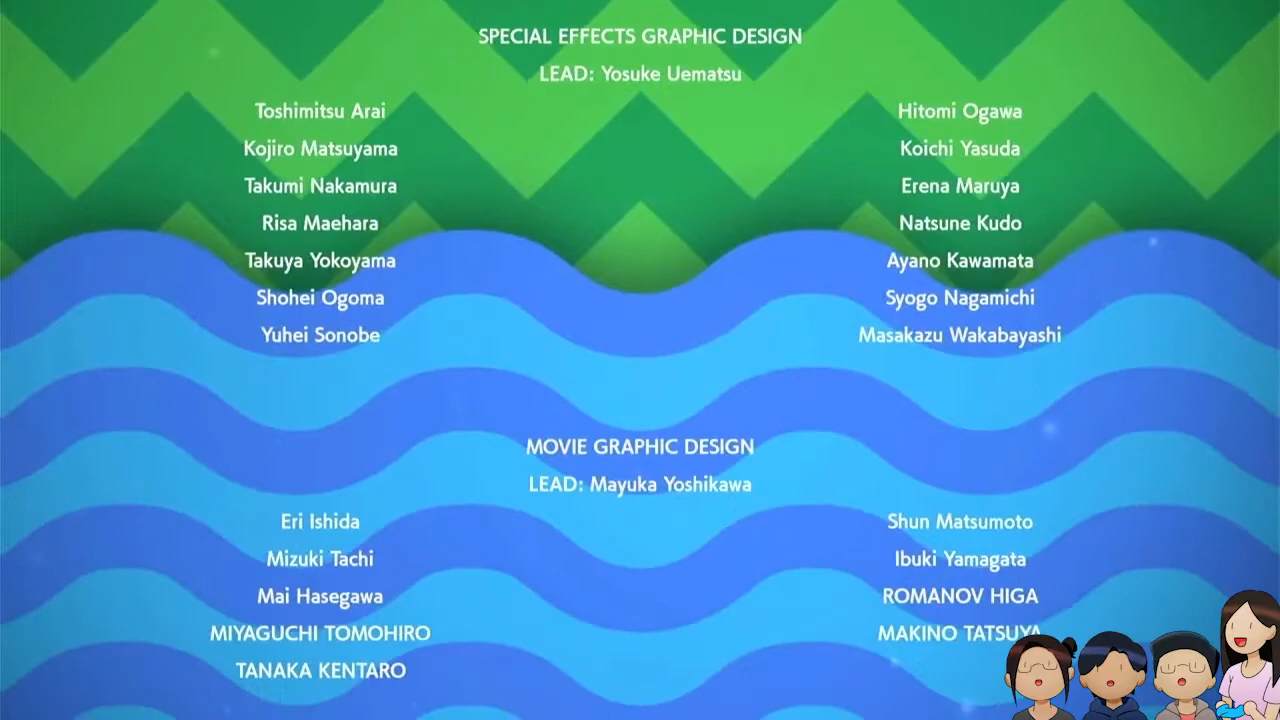 SPECIAL EFFECTS GRAPHIC DESIGN
LEAD: Yosuke Uematsu
Toshimitsu Arai Hitomi Ogawa
Kojiro Matsuyama Koichi Yasuda
Takumi Nakamura Erena Maruya
Risa Maehara Natsune Kudo
Takuya Yokoyama Ayano Kawamata
Shohei Ogoma Syogo Nagamichi
Yuhei Sonobe Masakazu Wakabayashi
MOVIE GRAPHIC DESIGN
LEAD: Mayuka Yoshikawa
Eri Ishida Shun Matsumoto
Mizuki Tachi Ibuki Yamagata
Mai Hasegawa ROMANOV HIGA
MIYAGUCHI TOMOHIRO MAKINO TATSUYA
TANAKA KENTARO